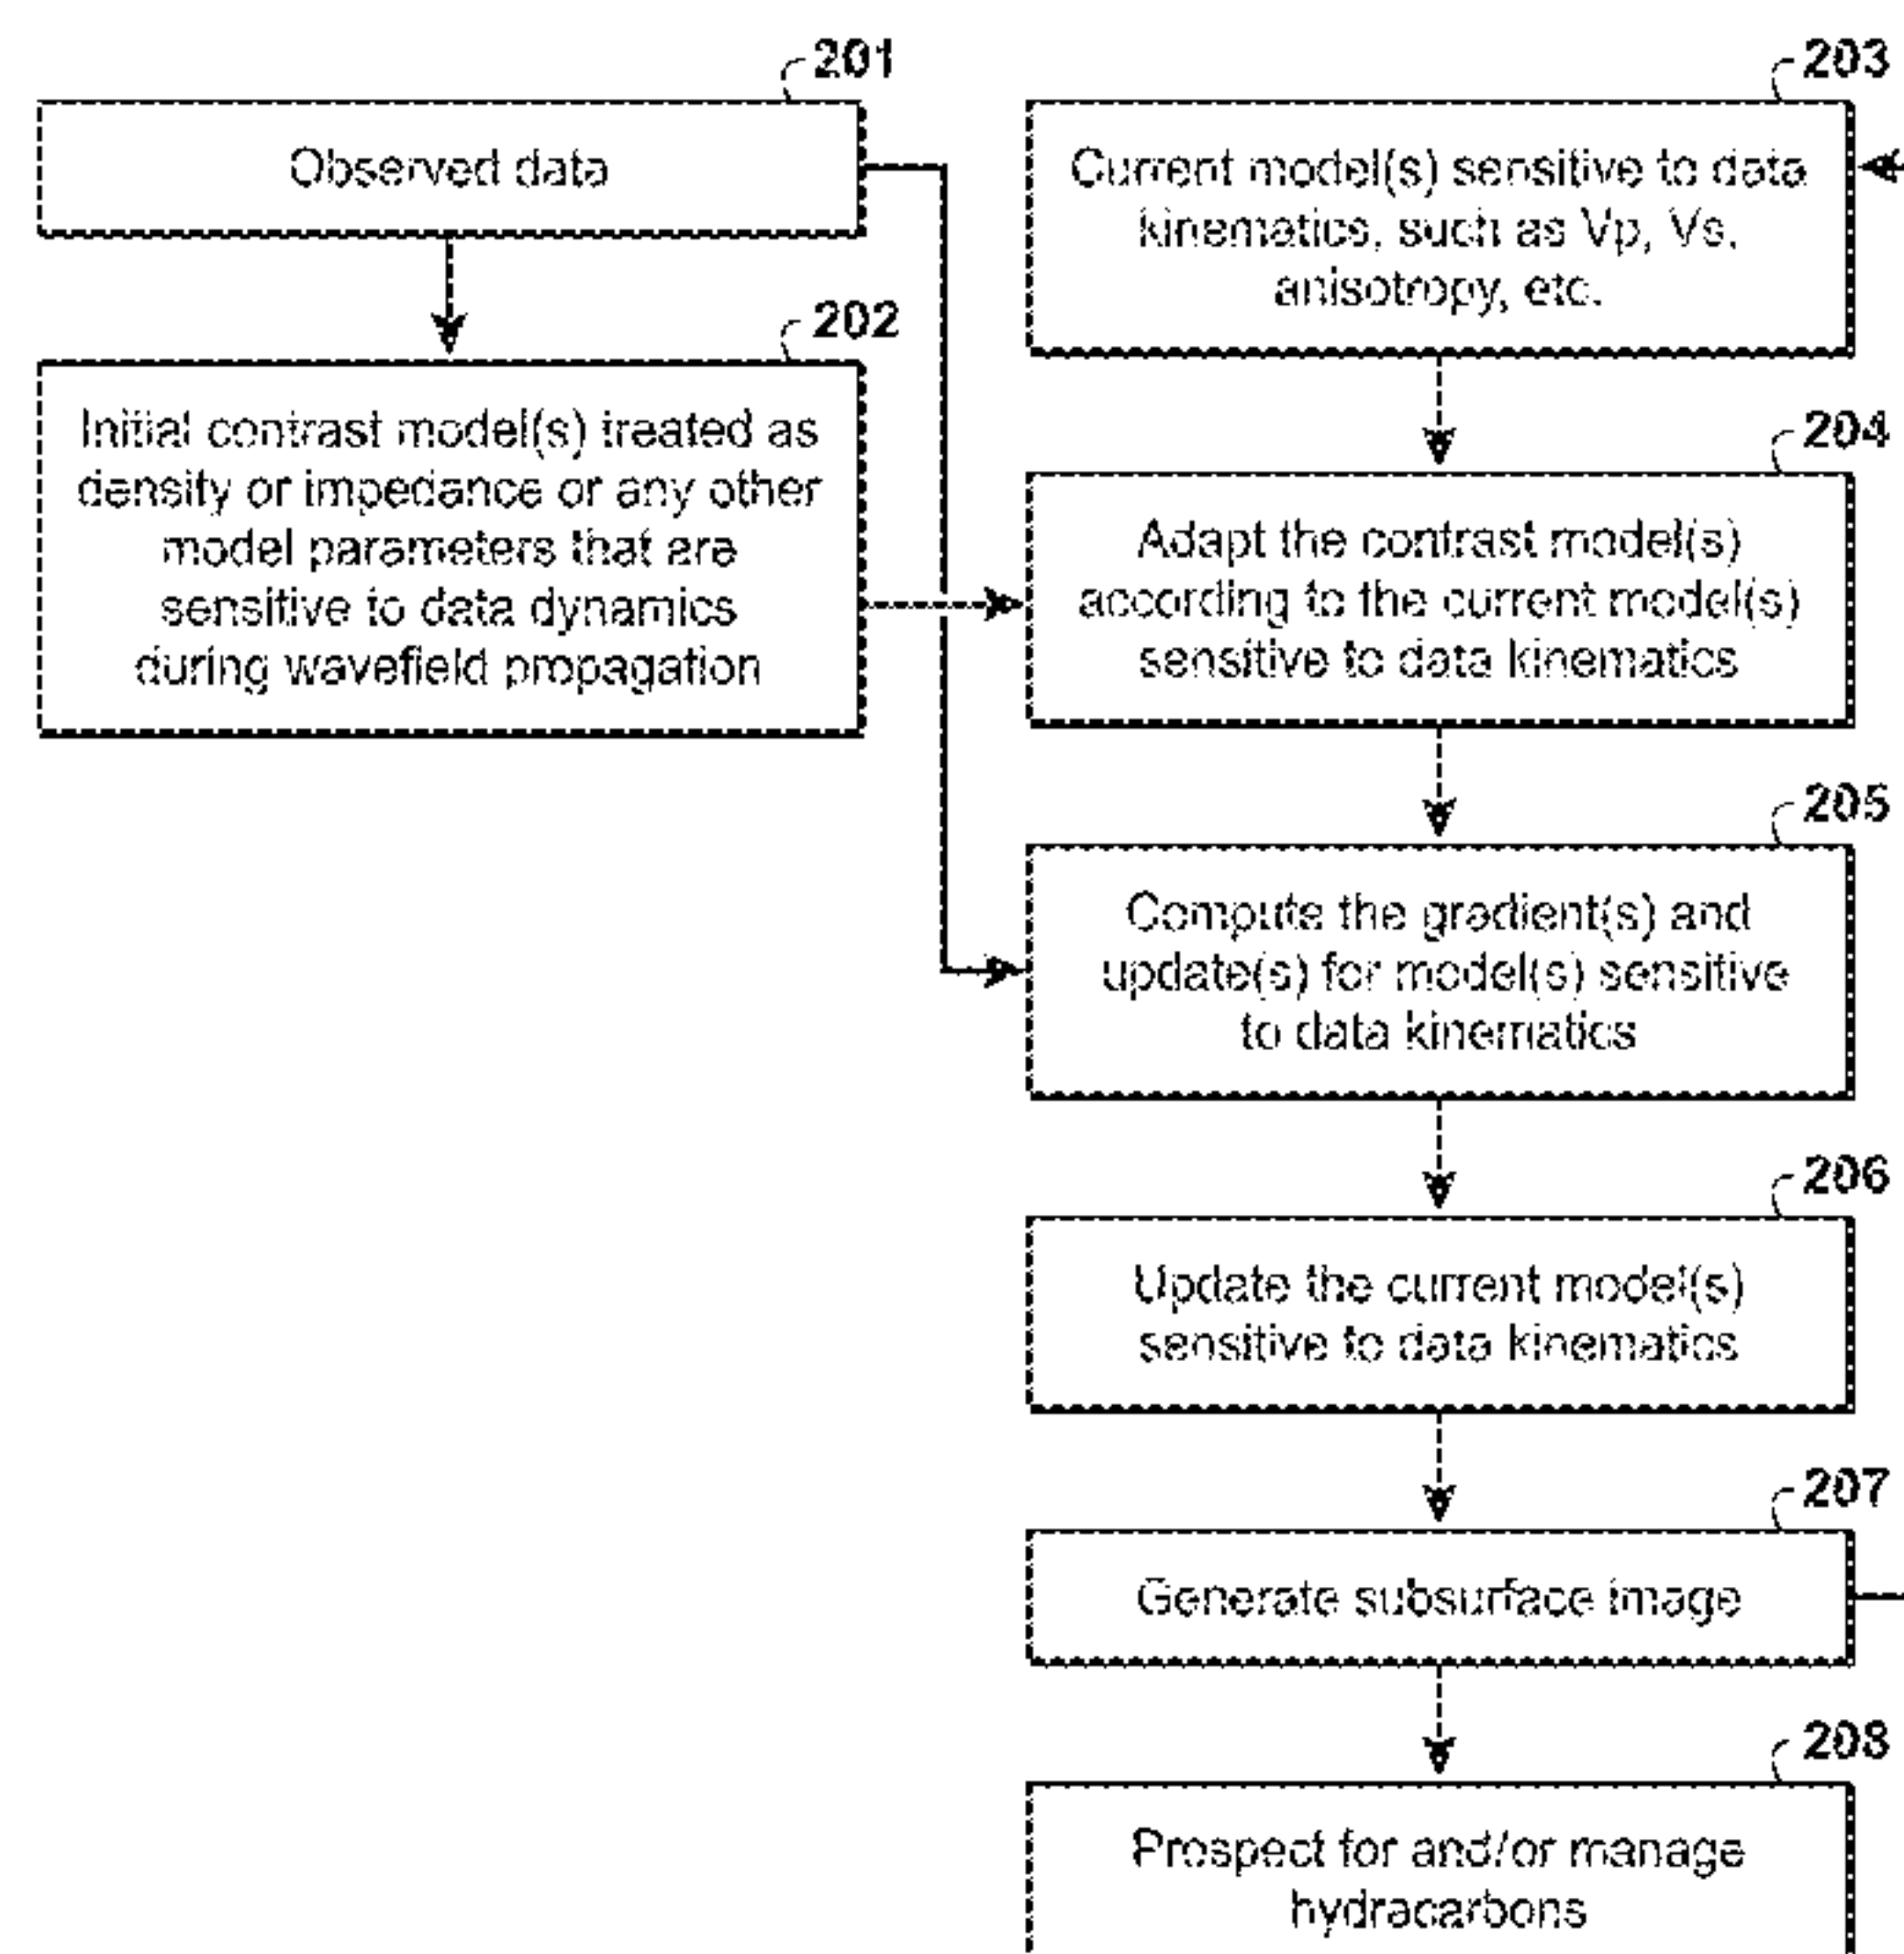 201
Observed data
202
Initial contrast model(s) treated as
density or impedance or any other
model parameters that are
sensitive to data dynamics
during wavefield propagation
203
Current model(s) sensitive to data
kinematics, such as Vp, Vs,
anisotropy, etc.
204
Adapt the contrast model(s)
according to the current model(s)
sensitive to data kinematics
205
Compute the gradient(s) and
update(s) for model(s) sensitive
to data kinematics
206
Update the current model(s)
sensitive to data kinematics
207
Generate subsurface image
208
Prospect for and/or manage
hydracarbons